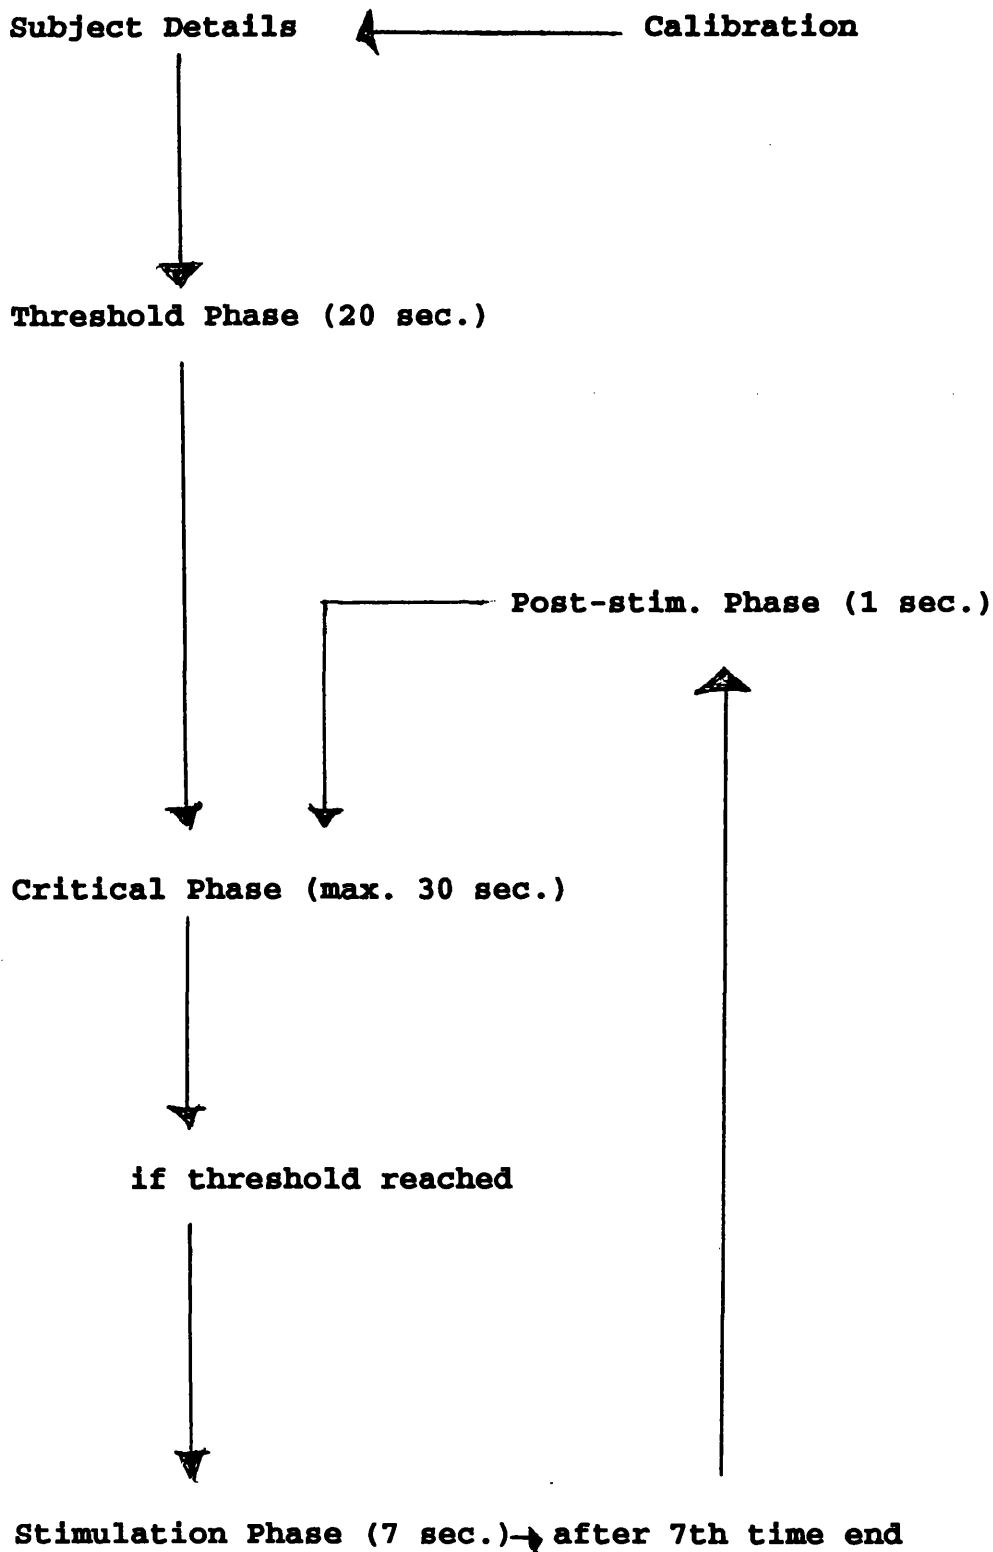 Subject Details
Calibration
Threshold Phase (20 sec.)
Post-stim. Phase (1 sec.)
Critical Phase (max. 30 sec.)
if threshold reached
Stimulation Phase (7 sec.) after 7th time end